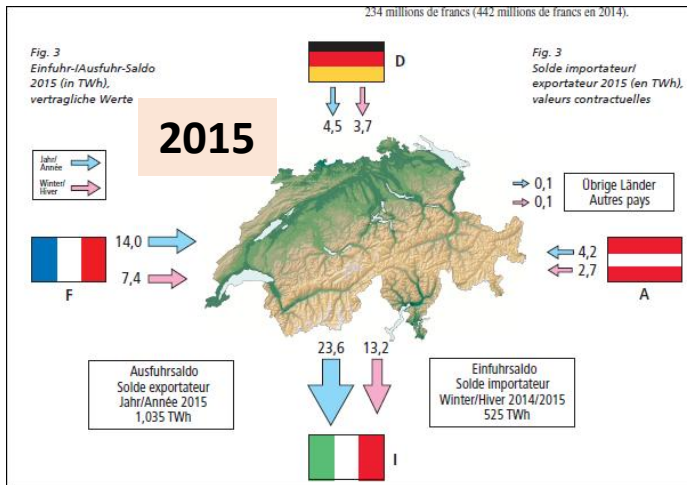 234 millions de francs (442 millions de francs en 2014).
Fig. 3
Einfuhr-/Ausfuhr-Saldo
2015 (in TWh),
vertragliche Werte
D
Fig. 3
Solde importateur/
exportateur 2015 (en TWh),
valeurs contractuelles
2015
4,5 3,7
Jahr/
Année
Winter/
Hiver
0,1
0,1
Übrige Länder
Autres pays
14,0
7,4
F
4,2
2,7
A
23,6 13,2
Ausfuhrsaldo
Solde exportateur
Jahr/Année 2015
1,035 TWh
Einfuhrsaldo
Solde importateur
Winter/Hiver 2014/2015
525 TWh
I